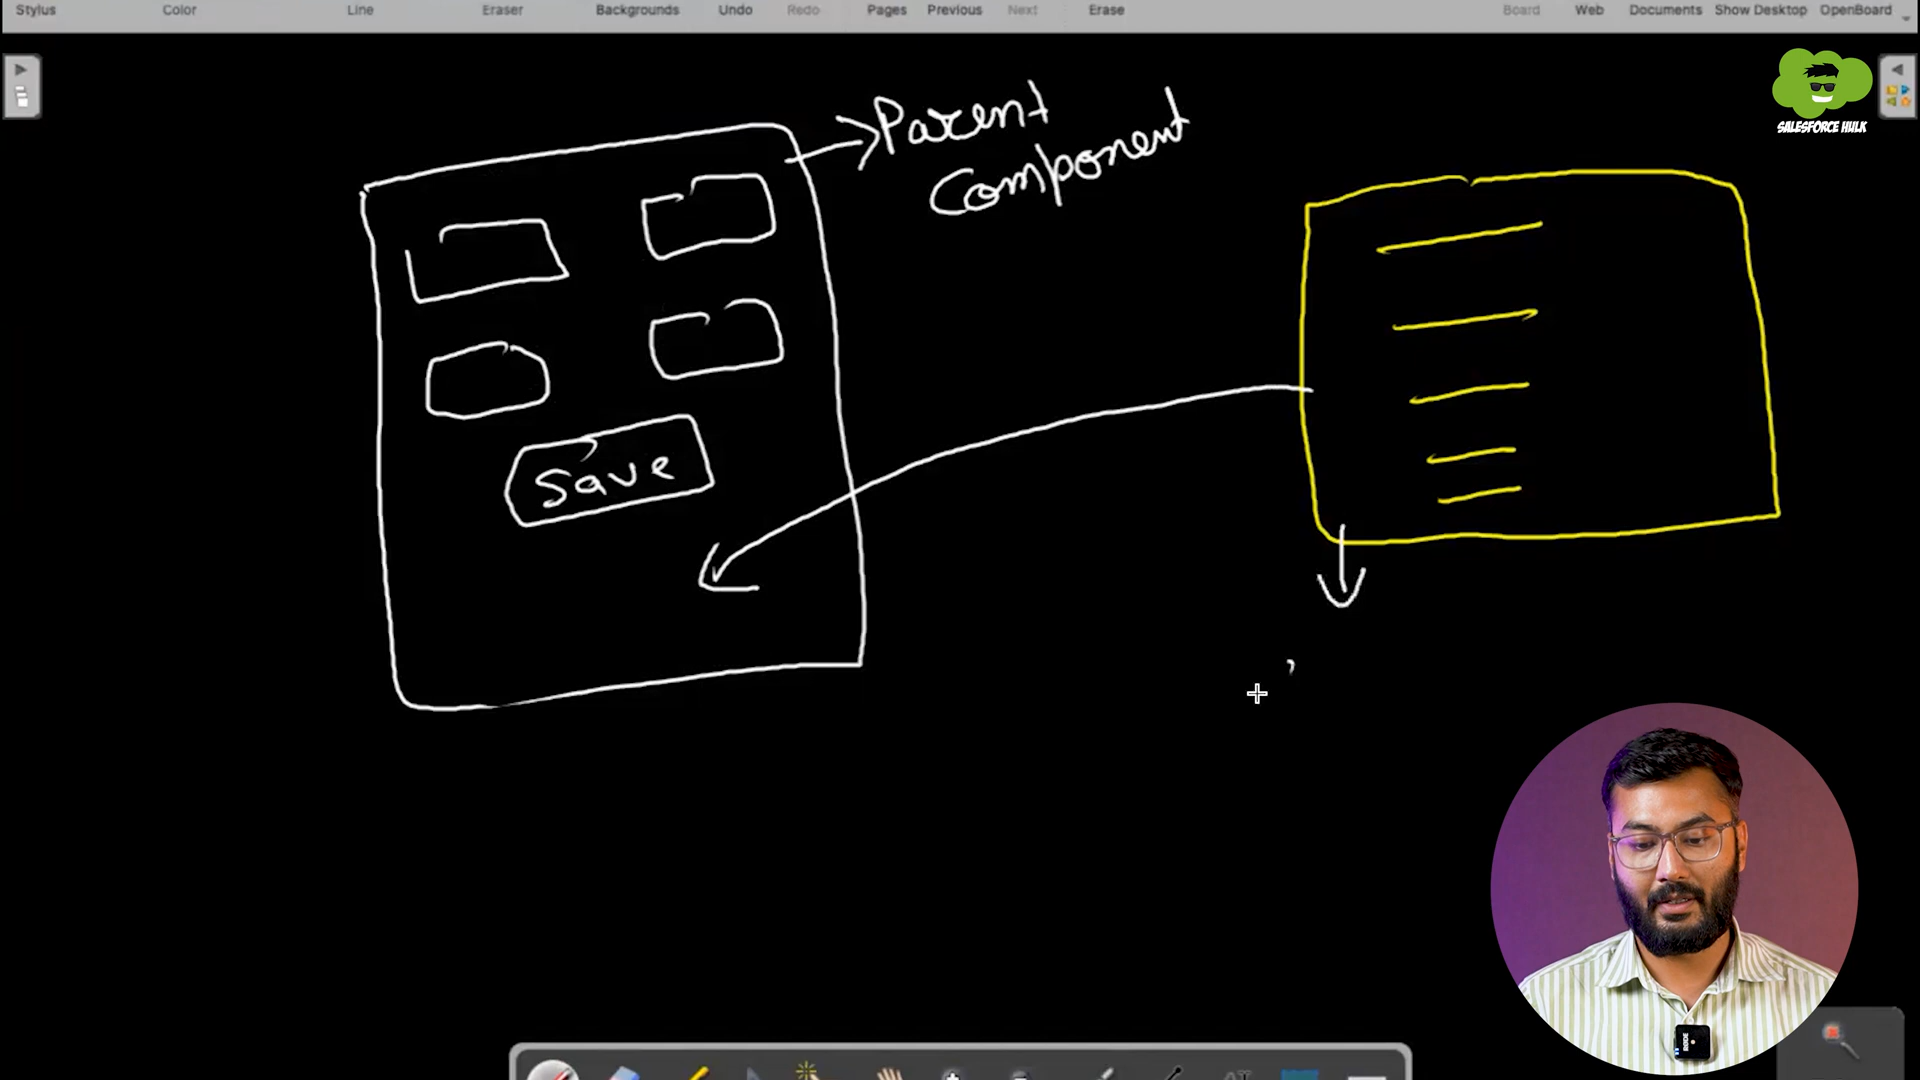 Stylus Color Line Eraser Backgrounds Undo Redo Pages Previous Next Erase Board Web Documents Show Desktop OpenBoard
SALESFORCE HULK
Parent
Component
Save
RØDE